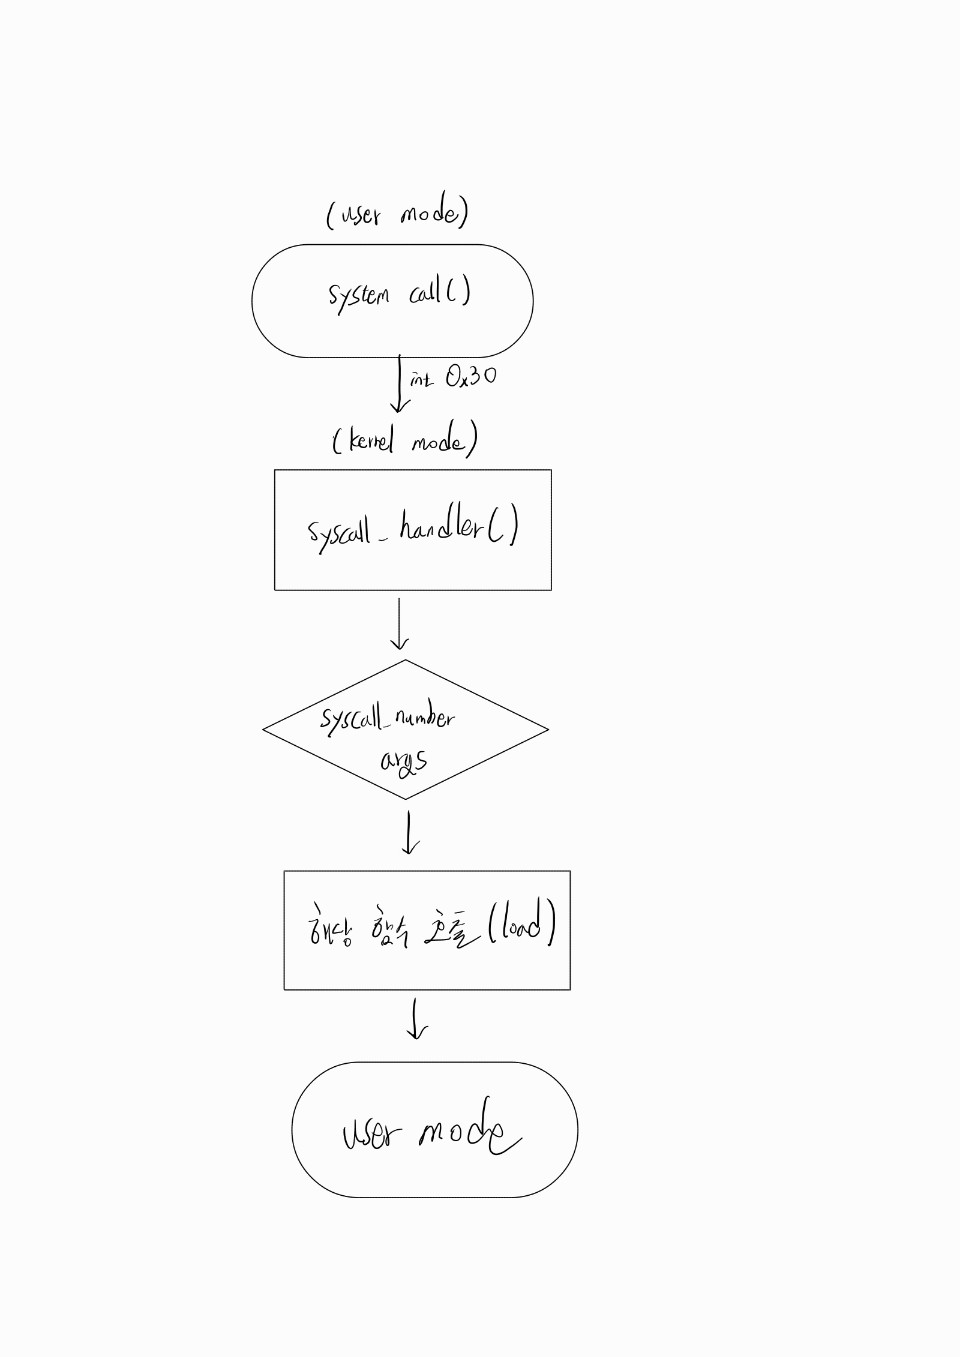 (user mode)
system call()
int 0x30
(kernel mode)
syscall_handler()
syscall_number
args
해당 함수 호출(load)
user mode